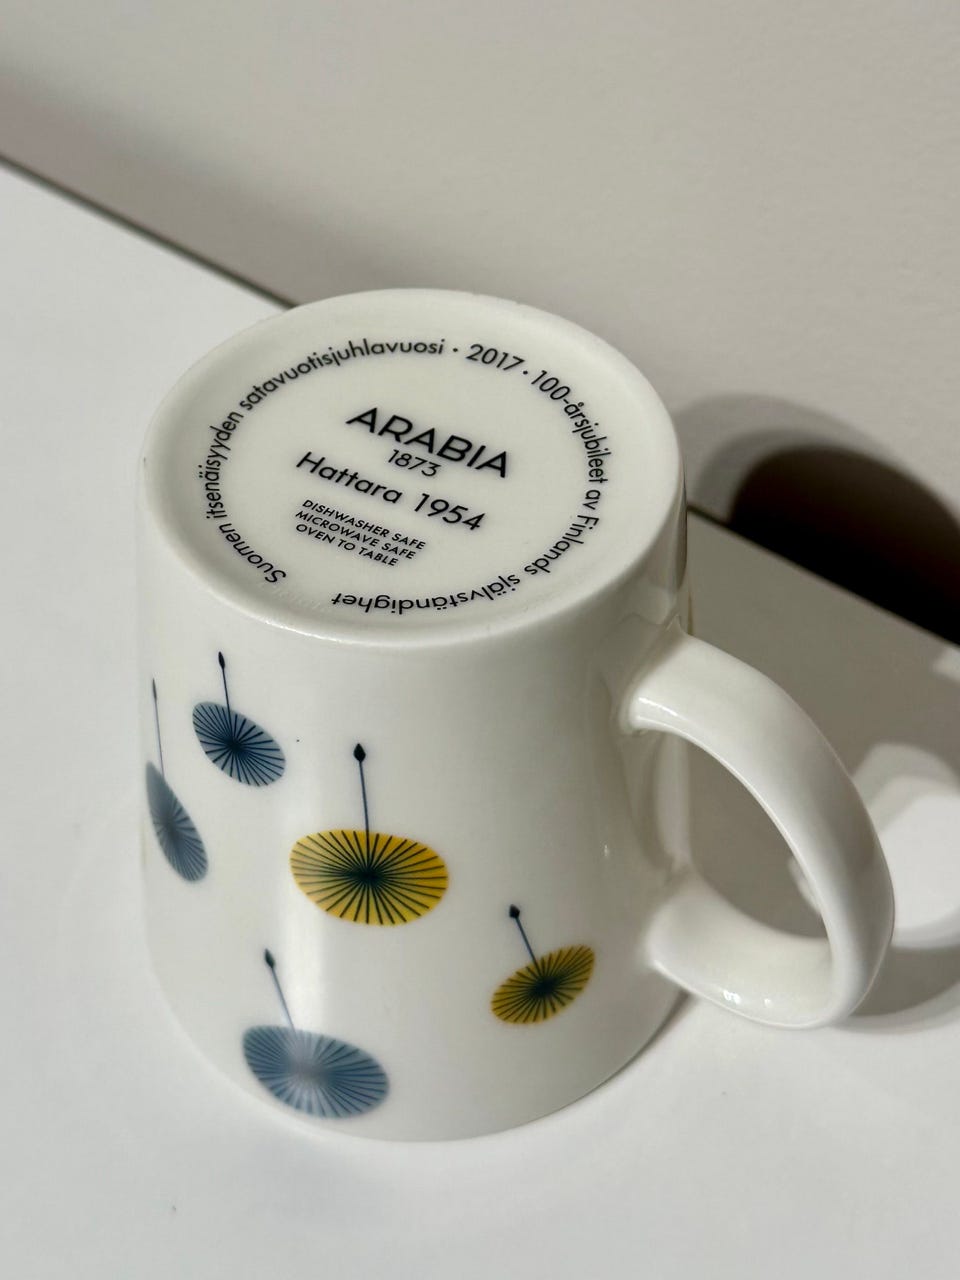 Suomen itsenäisyyden satavuotisjuhlavuosi · 2017 · 100-årsjubileet av Finlands självständighet
ARABIA
1873
Hattara 1954
DISHWASHER SAFE
MICROWAVE SAFE
OVEN TO TABLE